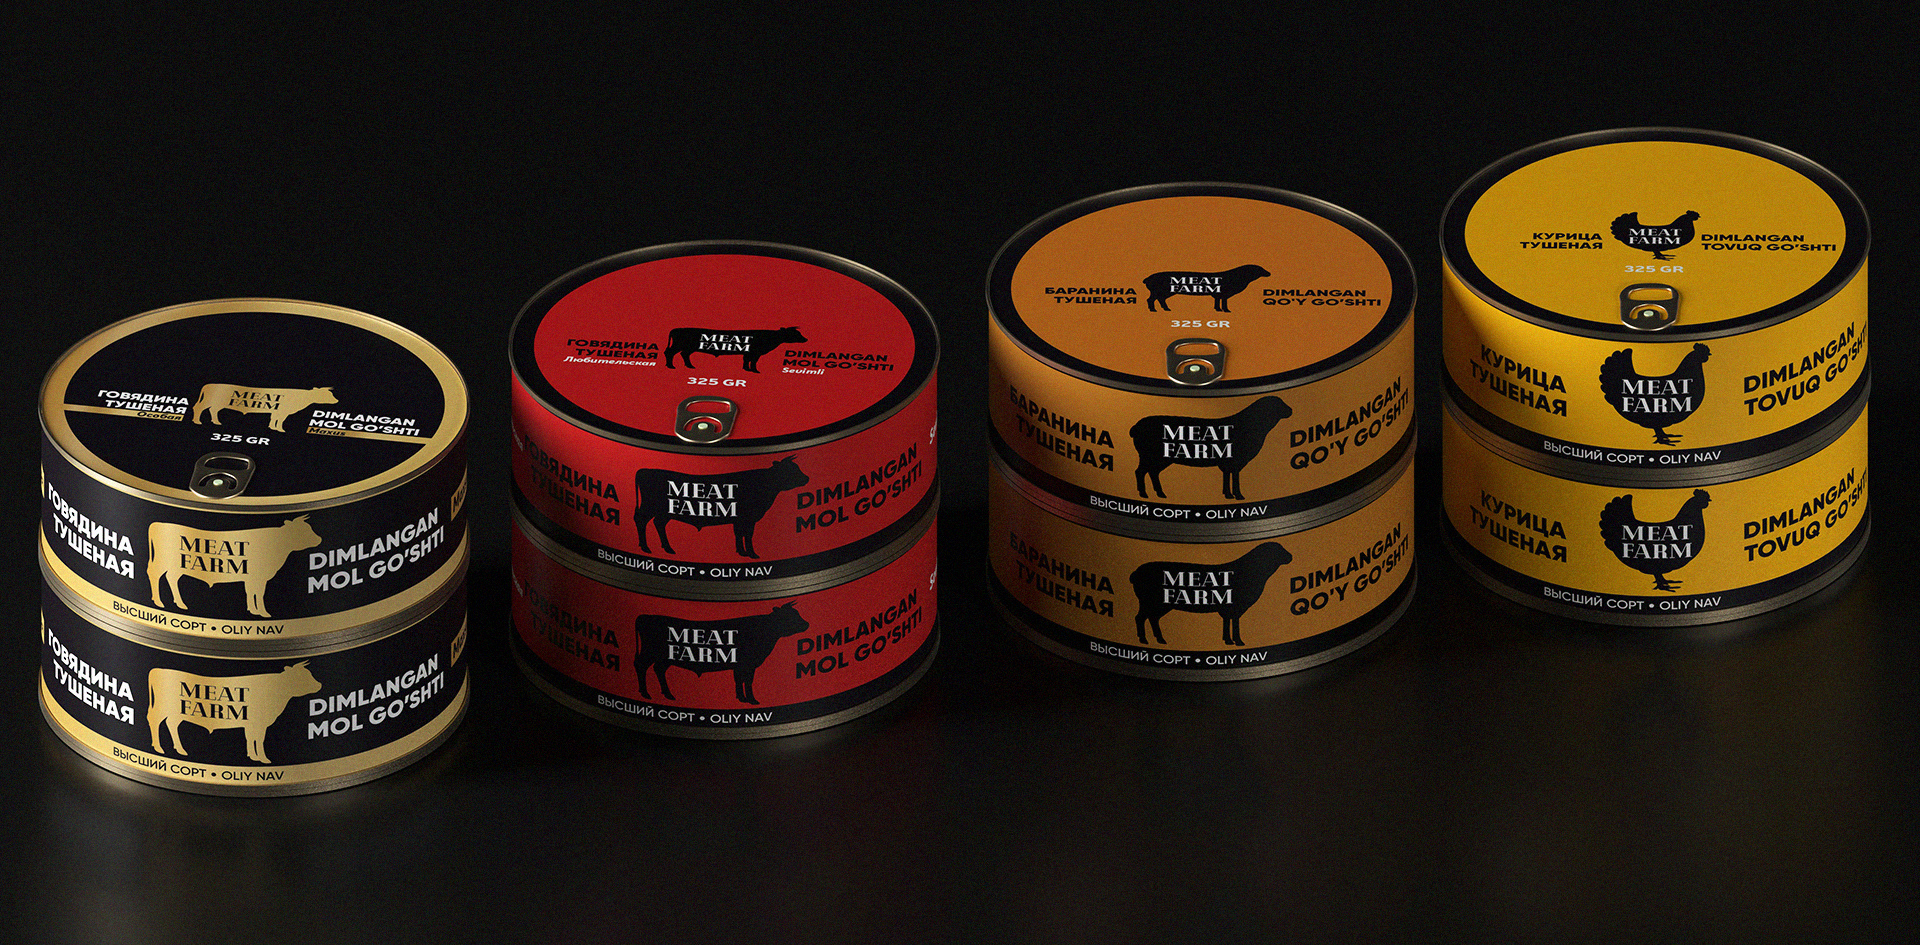 ГОВЯДИНА
ТУШЕНАЯ
Особая
MEAT
FARM
DIMLANGAN
MOL GO'SHTI
Maxus
325 GR
ГОВЯДИНА
ТУШЕНАЯ
MEAT
FARM
DIMLANGAN
MOL GO'SHTI
ВЫСШИЙ СОРТ • OLIY NAV
ГОВЯДИНА
ТУШЕНАЯ
MEAT
FARM
DIMLANGAN
MOL GO'SHTI
ВЫСШИЙ СОРТ • OLIY NAV
ГОВЯДИНА
ТУШЕНАЯ
Любительская
MEAT
FARM
DIMLANGAN
MOL GO'SHTI
Sevimli
325 GR
ГОВЯДИНА
ТУШЕНАЯ
MEAT
FARM
DIMLANGAN
MOL GO'SHTI
ВЫСШИЙ СОРТ • OLIY NAV
ГОВЯДИНА
ТУШЕНАЯ
MEAT
FARM
DIMLANGAN
MOL GO'SHTI
ВЫСШИЙ СОРТ • OLIY NAV
БАРАНИНА
ТУШЕНАЯ
MEAT
FARM
DIMLANGAN
QO'Y GO'SHTI
325 GR
БАРАНИНА
ТУШЕНАЯ
MEAT
FARM
DIMLANGAN
QO'Y GO'SHTI
ВЫСШИЙ СОРТ • OLIY NAV
БАРАНИНА
ТУШЕНАЯ
MEAT
FARM
DIMLANGAN
QO'Y GO'SHTI
ВЫСШИЙ СОРТ • OLIY NAV
КУРИЦА
ТУШЕНАЯ
MEAT
FARM
DIMLANGAN
TOVUQ GO'SHTI
325 GR
КУРИЦА
ТУШЕНАЯ
MEAT
FARM
DIMLANGAN
TOVUQ GO'SHTI
ВЫСШИЙ СОРТ • OLIY NAV
КУРИЦА
ТУШЕНАЯ
MEAT
FARM
DIMLANGAN
TOVUQ GO'SHTI
ВЫСШИЙ СОРТ • OLIY NAV